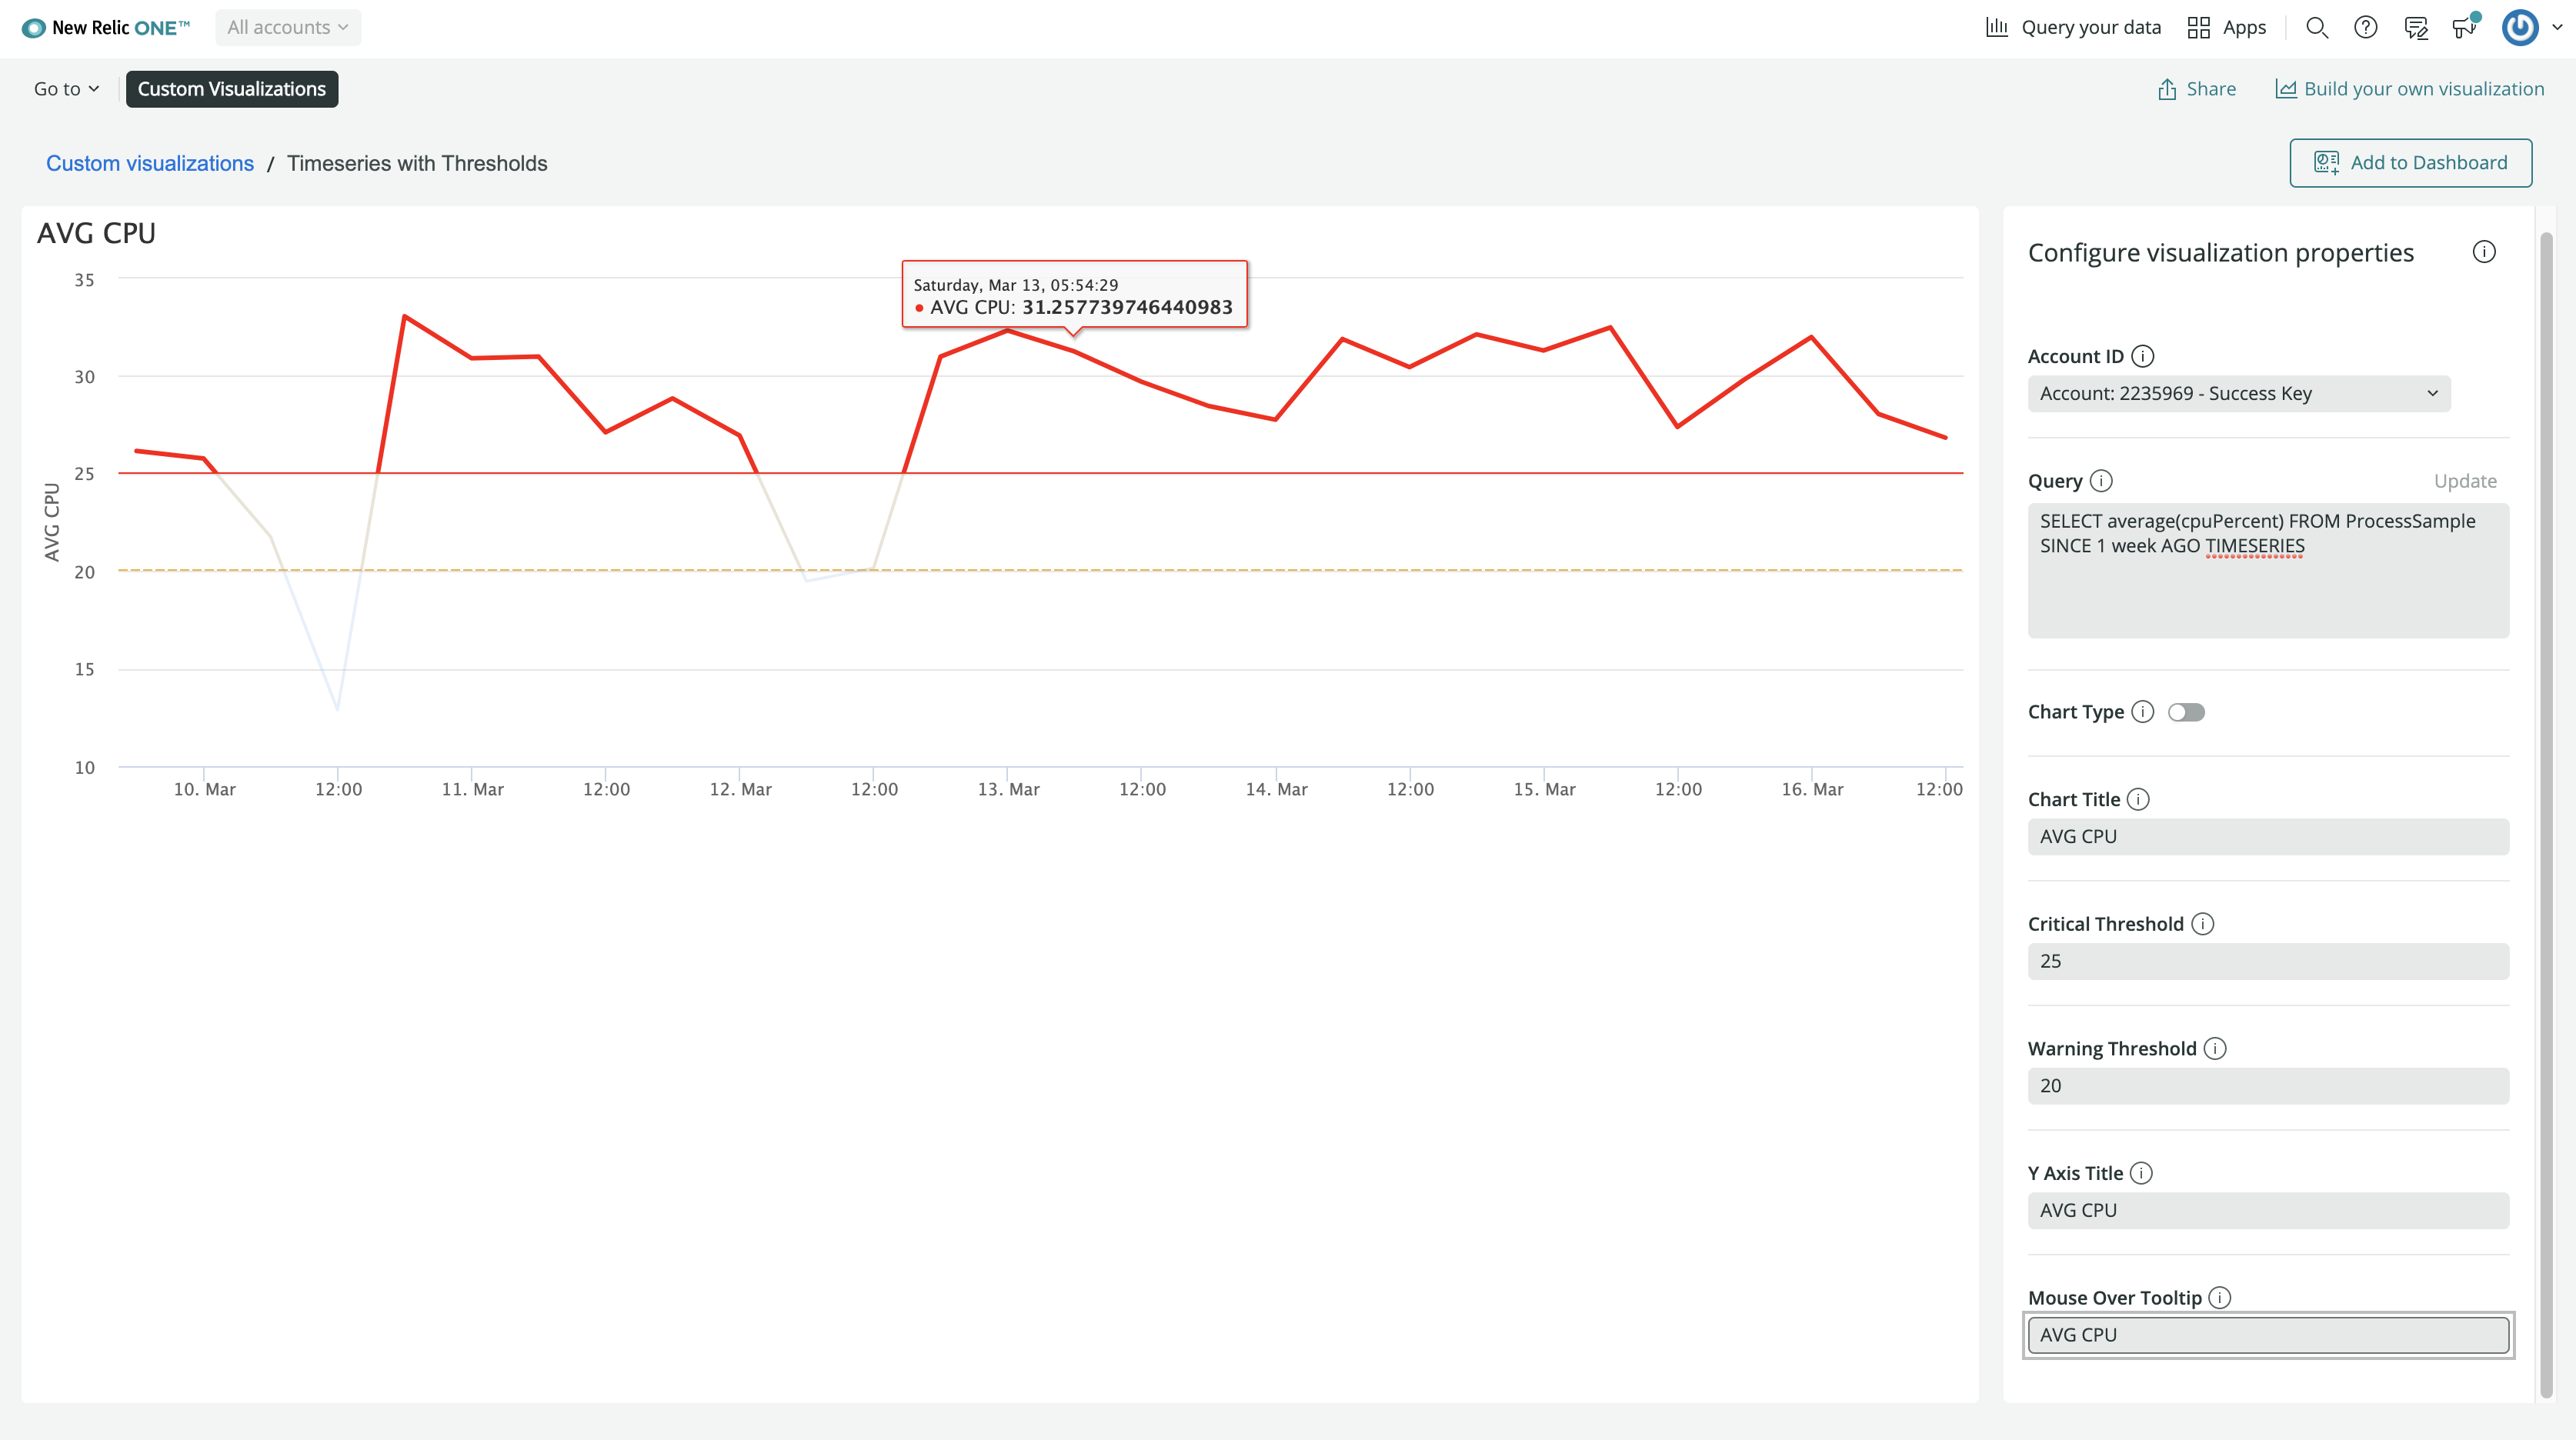 New Relic ONE™
All accounts
Query your data
Apps
Go to
Custom Visualizations
Share
Build your own visualization
Custom visualizations / Timeseries with Thresholds
Add to Dashboard
AVG CPU
35
30
25
20
15
10
AVG CPU
Saturday, Mar 13, 05:54:29
● AVG CPU: 31.257739746440983
10. Mar
12:00
11. Mar
12:00
12. Mar
12:00
13. Mar
12:00
14. Mar
12:00
15. Mar
12:00
16. Mar
12:00
Configure visualization properties
Account ID
Account: 2235969 - Success Key
Query
Update
SELECT average(cpuPercent) FROM ProcessSample
SINCE 1 week AGO TIMESERIES
Chart Type
Chart Title
AVG CPU
Critical Threshold
25
Warning Threshold
20
Y Axis Title
AVG CPU
Mouse Over Tooltip
AVG CPU